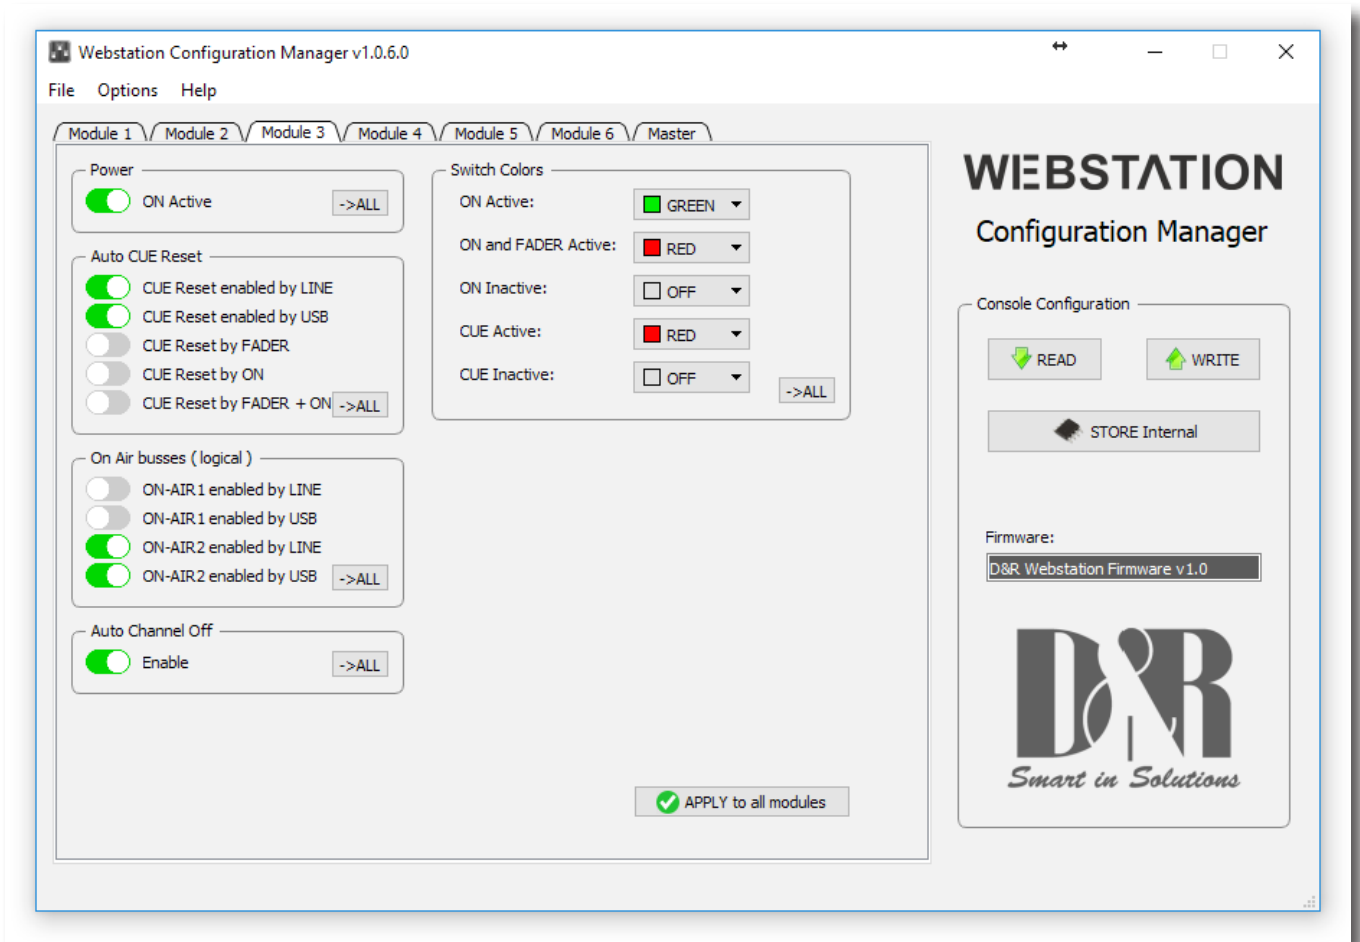 Webstation Configuration Manager v1.0.6.0
File Options Help
Module 1 Module 2 Module 3 Module 4 Module 5 Module 6 Master
Power
ON Active
->ALL
Auto CUE Reset
CUE Reset enabled by LINE
CUE Reset enabled by USB
CUE Reset by FADER
CUE Reset by ON
CUE Reset by FADER + ON
->ALL
On Air busses ( logical )
ON-AIR1 enabled by LINE
ON-AIR1 enabled by USB
ON-AIR2 enabled by LINE
ON-AIR2 enabled by USB
->ALL
Auto Channel Off
Enable
->ALL
Switch Colors
ON Active: GREEN
ON and FADER Active: RED
ON Inactive: OFF
CUE Active: RED
CUE Inactive: OFF
->ALL
APPLY to all modules
WEBSTATION
Configuration Manager
Console Configuration
READ WRITE
STORE Internal
Firmware:
D&R Webstation Firmware v1.0
D&R
Smart in Solutions